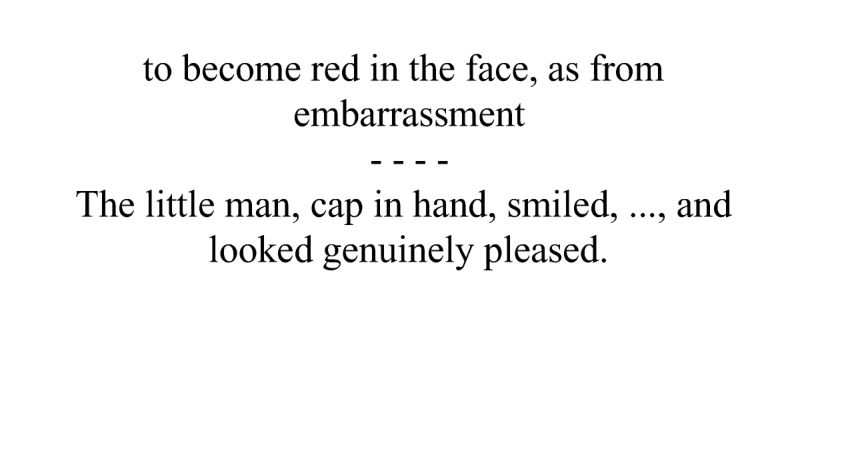 to become red in the face, as from
embarrassment
- - - -
The little man, cap in hand, smiled, ..., and
looked genuinely pleased.